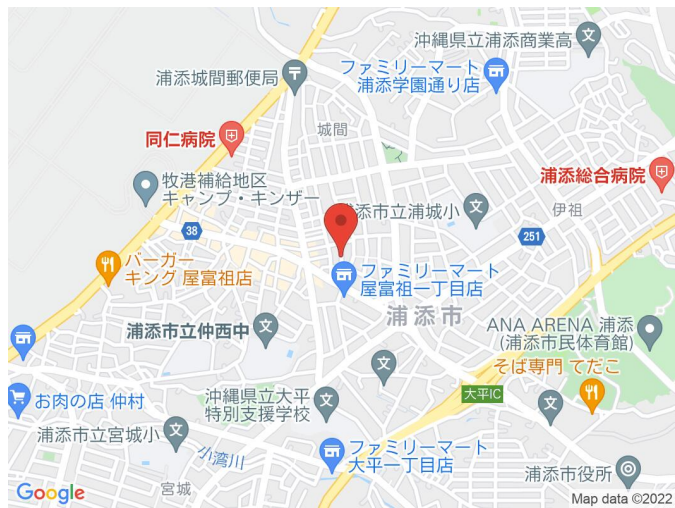 沖縄県立浦添商業高
ファミリーマート
浦添学園通り店
浦添城間郵便局
城間
同仁病院
浦添総合病院
牧港補給地区
キャンプ・キンザー
浦添市立浦城小
伊祖
38
251
バーガー
キング 屋富祖店
ファミリーマート
屋富祖一丁目店
浦添市
浦添市立仲西中
ANA ARENA 浦添
(浦添市民体育館)
そば専門 てだこ
大平IC
お肉の店 仲村
沖縄県立大平
特別支援学校
浦添市立宮城小
小湾川
ファミリーマート
大平一丁目店
浦添市役所
宮城
Google
Map data ©2022